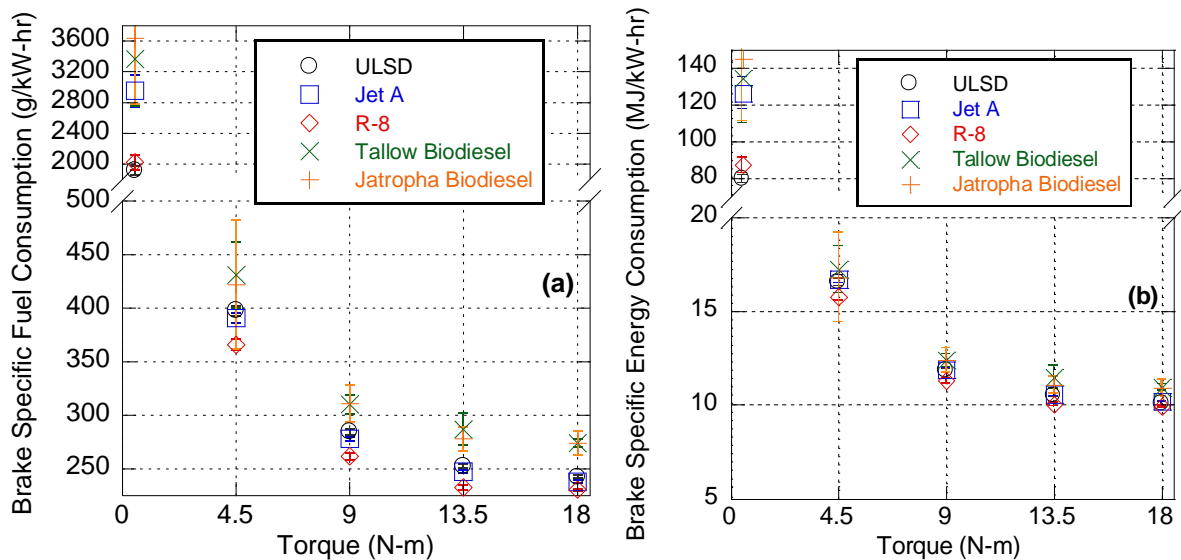 Brake Specific Fuel Consumption (g/kW-hr)
3600
3200
2800
2400
2000
500
450
400
350
300
250
ULSD
Jet A
R-8
Tallow Biodiesel
Jatropha Biodiesel
(a)
0 4.5 9 13.5 18
Torque (N-m)
Brake Specific Energy Consumption (MJ/kW-hr)
140
120
100
80
20
15
10
5
ULSD
Jet A
R-8
Tallow Biodiesel
Jatropha Biodiesel
(b)
0 4.5 9 13.5 18
Torque (N-m)